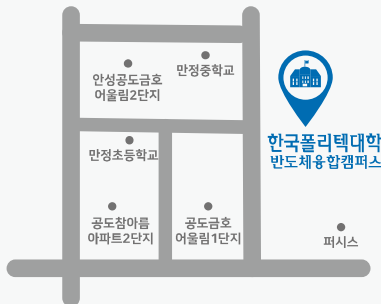 안성공도금호
어울림2단지
만정중학교
한국폴리텍대학
반도체융합캠퍼스
만정초등학교
공도참아름
아파트2단지
공도금호
어울림1단지
퍼시스